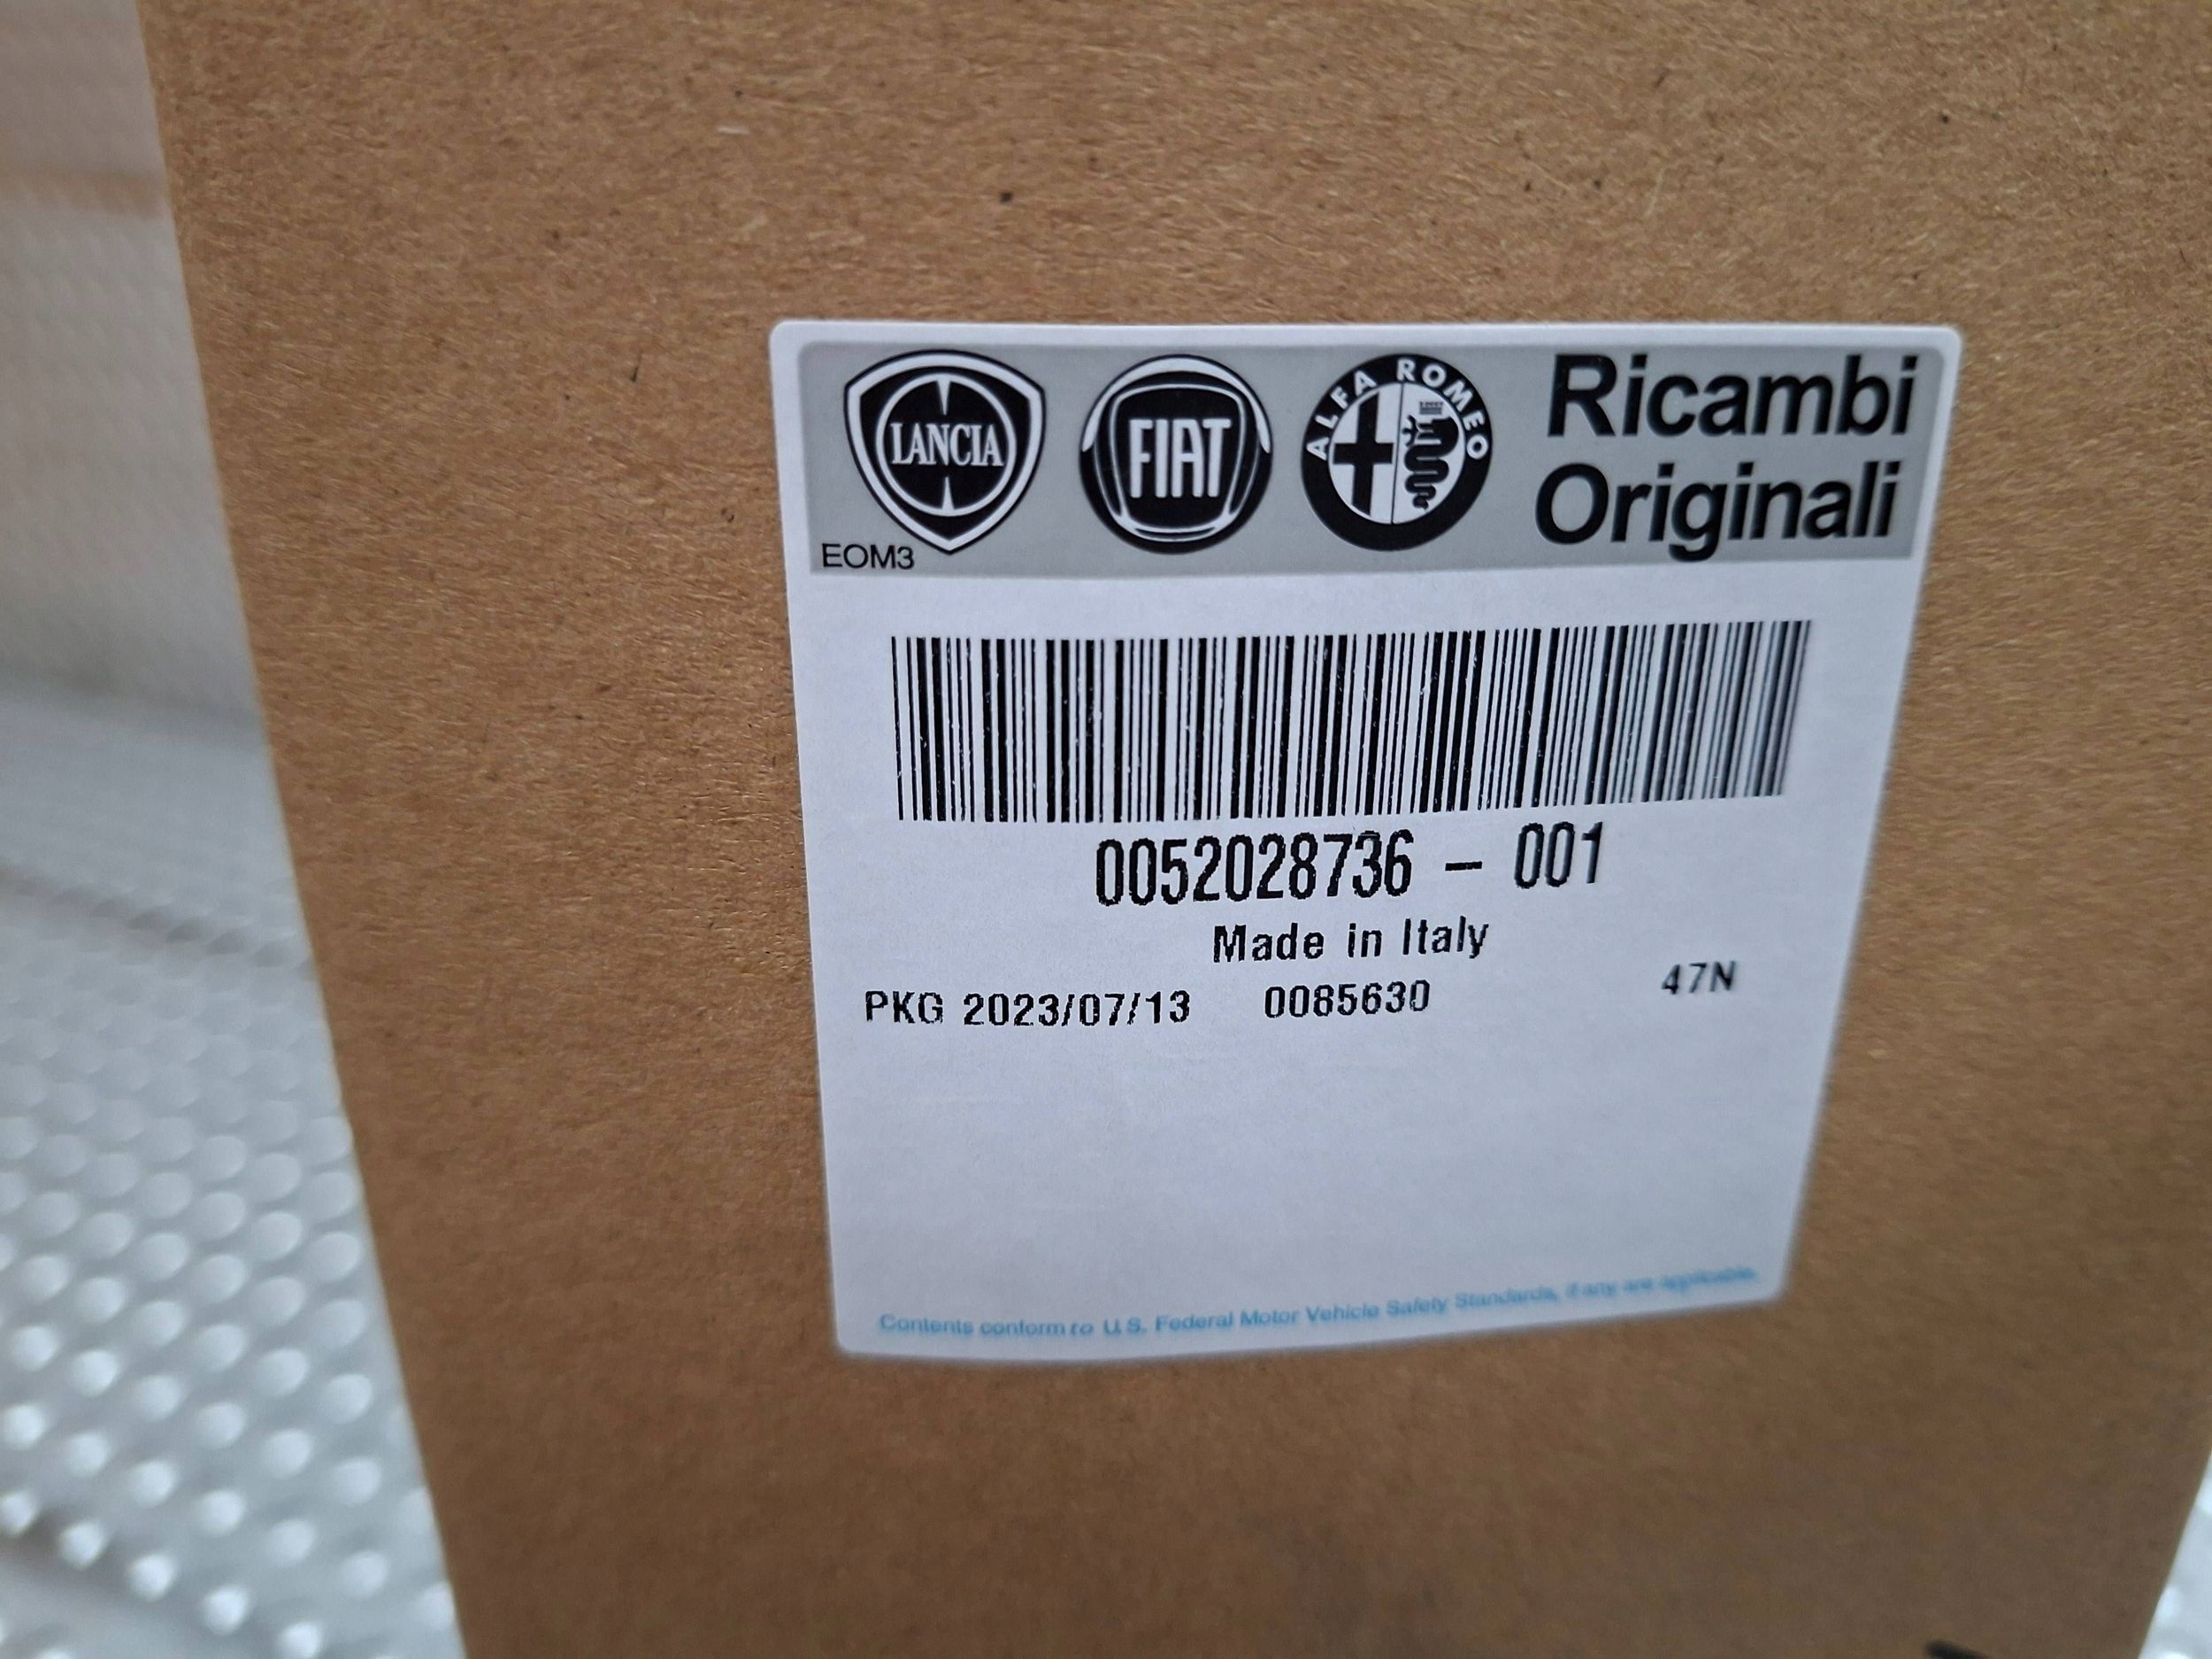 LANCIA
FIAT
ALFA ROMEO
Ricambi
Originali
EOM3
0052028736 - 001
Made in Italy
PKG 2023/07/13 0085630 47N
Contents conform to U.S. Federal Motor Vehicle Safety Standards, if any are applicable.